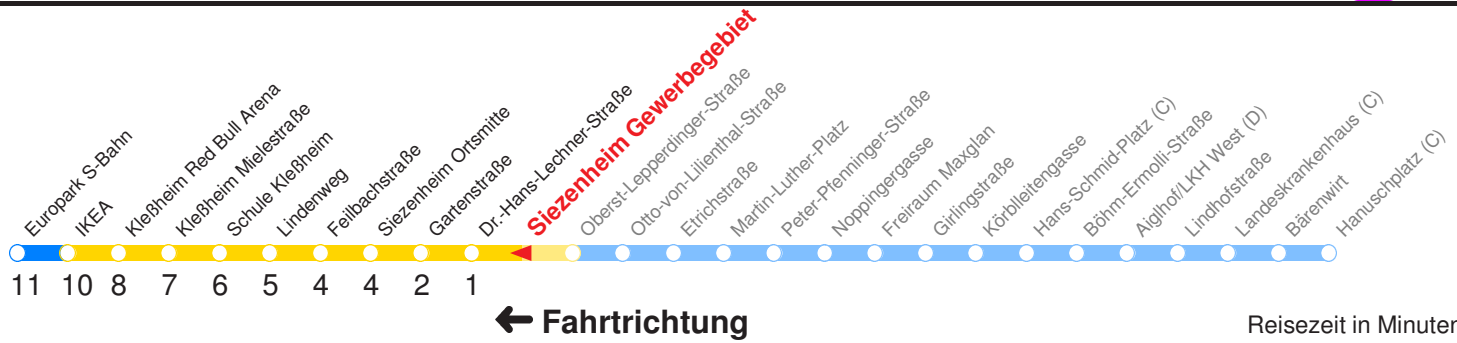 Europark S-Bahn
IKEA
Kleßheim Red Bull Arena
Kleßheim Mielestraße
Schule Kleßheim
Lindenweg
Feilbachstraße
Siezenheim Ortsmitte
Gartenstraße
Dr.-Hans-Lechner-Straße
Siezenheim Gewerbegebiet
Oberst-Lepperdinger-Straße
Otto-von-Lilienthal-Straße
Etrichstraße
Martin-Luther-Platz
Peter-Pfenninger-Straße
Noppingergasse
Freiraum Maxglan
Girlingstraße
Körblleitengasse
Hans-Schmid-Platz (C)
Böhm-Ermolli-Straße
Aiglhof/LKH West (D)
Lindhofstraße
Landeskrankenhaus (C)
Bärenwirt
Hanuschplatz (C)
11 10 8 7 6 5 4 4 2 1
Fahrtrichtung
Reisezeit in Minuten